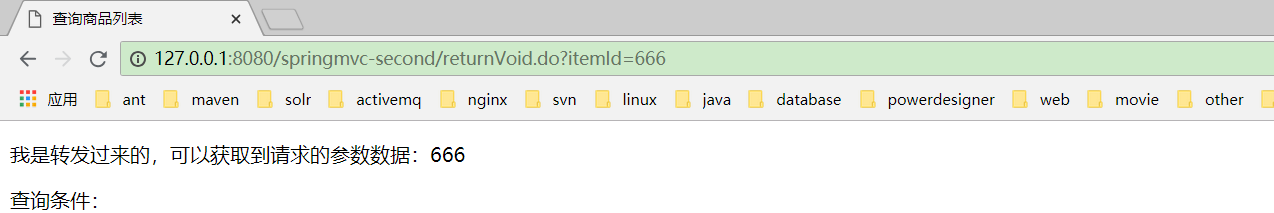 查询商品列表
127.0.0.1:8080/springmvc-second/returnVoid.do?itemId=666
应用 ant maven solr activemq nginx svn linux java database powerdesigner web movie other
我是转发过来的，可以获取到请求的参数数据：666
查询条件：